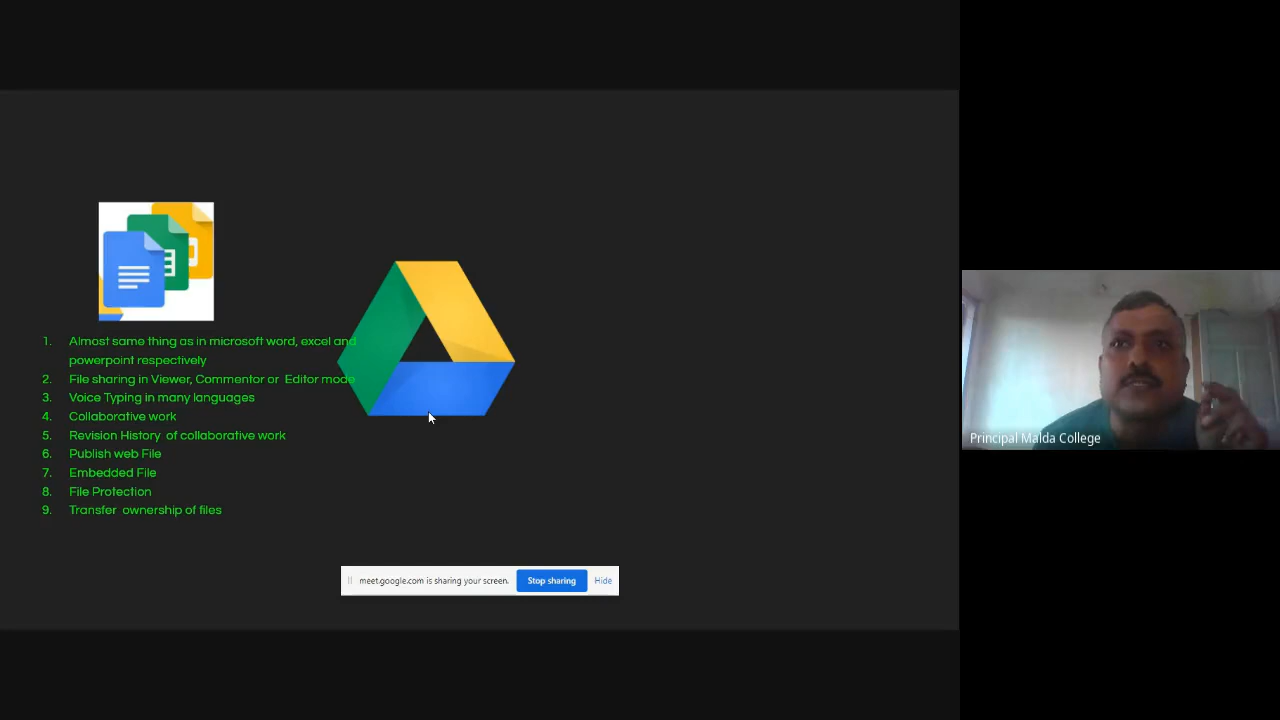 1. Almost same thing as in microsoft word, excel and
powerpoint respectively
2. File sharing in Viewer, Commentor or Editor mode
3. Voice Typing in many languages
4. Collaborative work
5. Revision History of collaborative work
6. Publish web File
7. Embedded File
8. File Protection
9. Transfer ownership of files
meet.google.com is sharing your screen. Stop sharing Hide
Principal Malda College